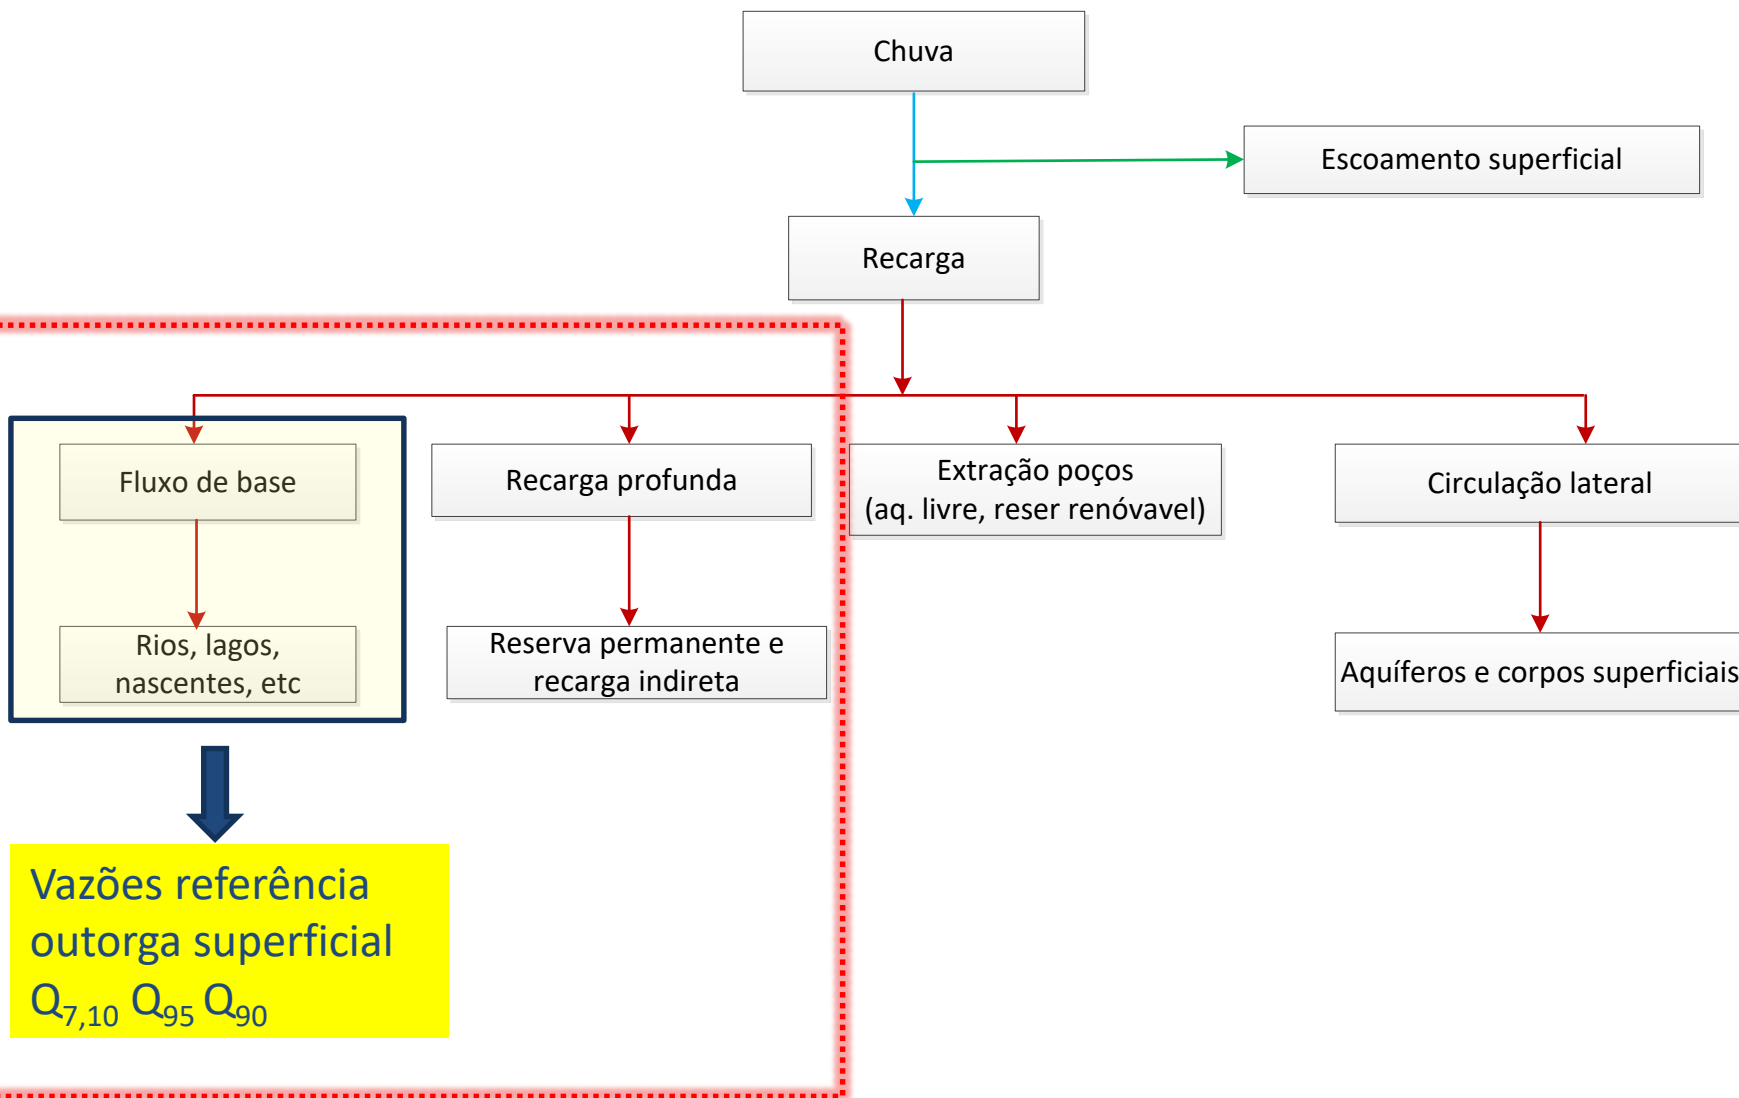 Chuva
Escoamento superficial
Recarga
Fluxo de base
Recarga profunda
Extração poços
(aq. livre, reser renóvavel)
Circulação lateral
Rios, lagos,
nascentes, etc
Reserva permanente e
recarga indireta
Aquíferos e corpos superficiais
Vazões referência
outorga superficial
Q7,10 Q95 Q90